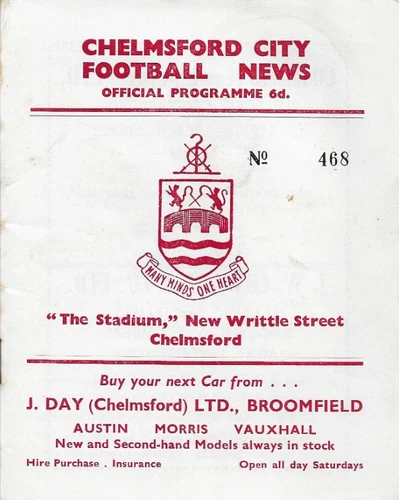 CHELMSFORD CITY
FOOTBALL NEWS
OFFICIAL PROGRAMME 6d.
Nº 468
MANY MINDS ONE HEART
"The Stadium," New Writtle Street
Chelmsford
Buy your next Car from . . .
J. DAY (Chelmsford) LTD., BROOMFIELD
AUSTIN MORRIS VAUXHALL
New and Second-hand Models always in stock
Hire Purchase . Insurance Open all day Saturdays